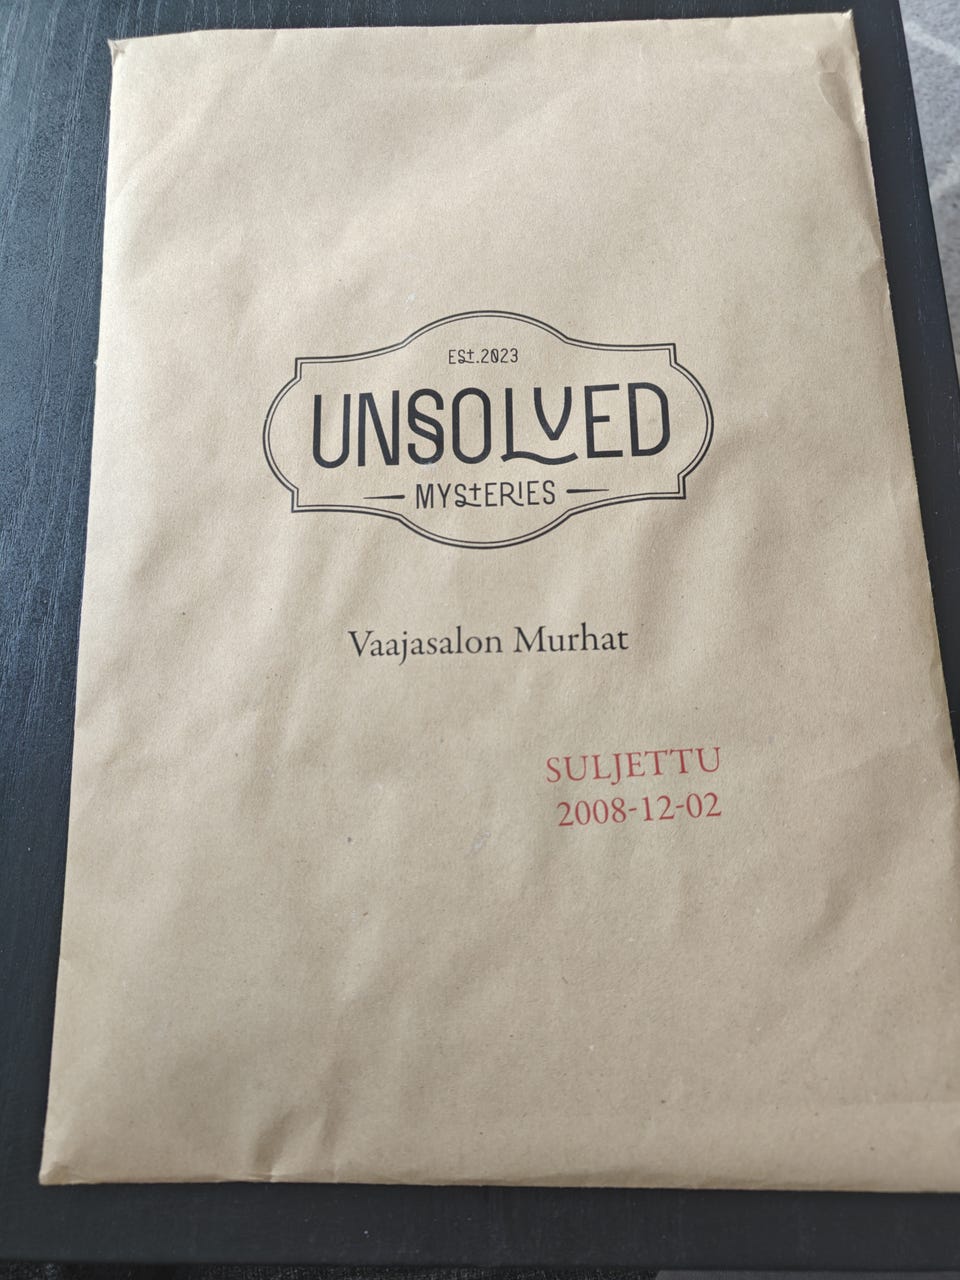 EST.2023
UNSOLVED
MYSTERIES
Vaajasalon Murhat
SULJETTU
2008-12-02